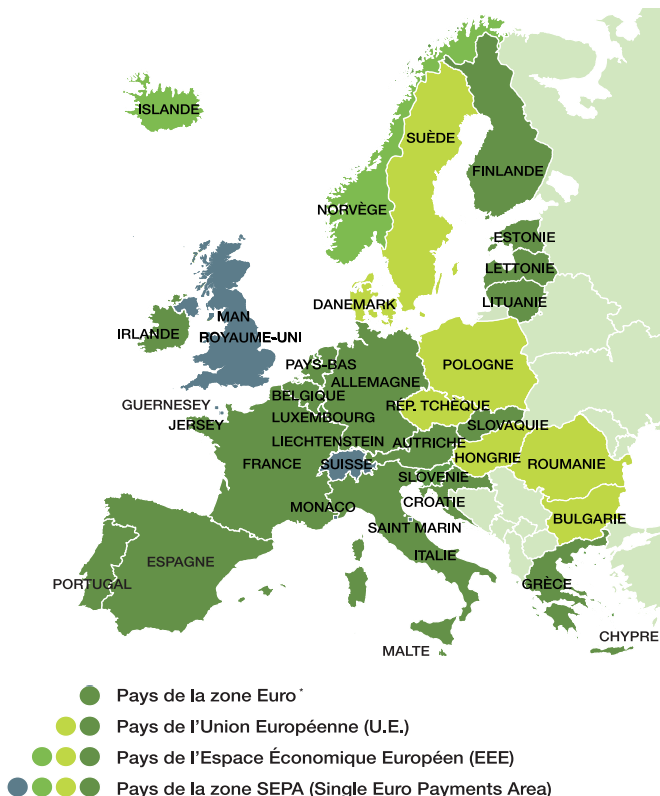 ISLANDE
SUÈDE
FINLANDE
NORVÈGE
ESTONIE
LETTONIE
LITUANIE
DANEMARK
MAN
IRLANDE
ROYAUME-UNI
PAYS-BAS
POLOGNE
ALLEMAGNE
BELGIQUE
GUERNESEY
RÉP. TCHÈQUE
JERSEY
LUXEMBOURG
SLOVAQUIE
LIECHTENSTEIN
AUTRICHE
FRANCE
SUISSE
HONGRIE
ROUMANIE
SLOVÉNIE
CROATIE
MONACO
BULGARIE
SAINT MARIN
ESPAGNE
ITALIE
PORTUGAL
GRÈCE
CHYPRE
MALTE
Pays de la zone Euro*
Pays de l'Union Européenne (U.E.)
Pays de l'Espace Économique Européen (EEE)
Pays de la zone SEPA (Single Euro Payments Area)